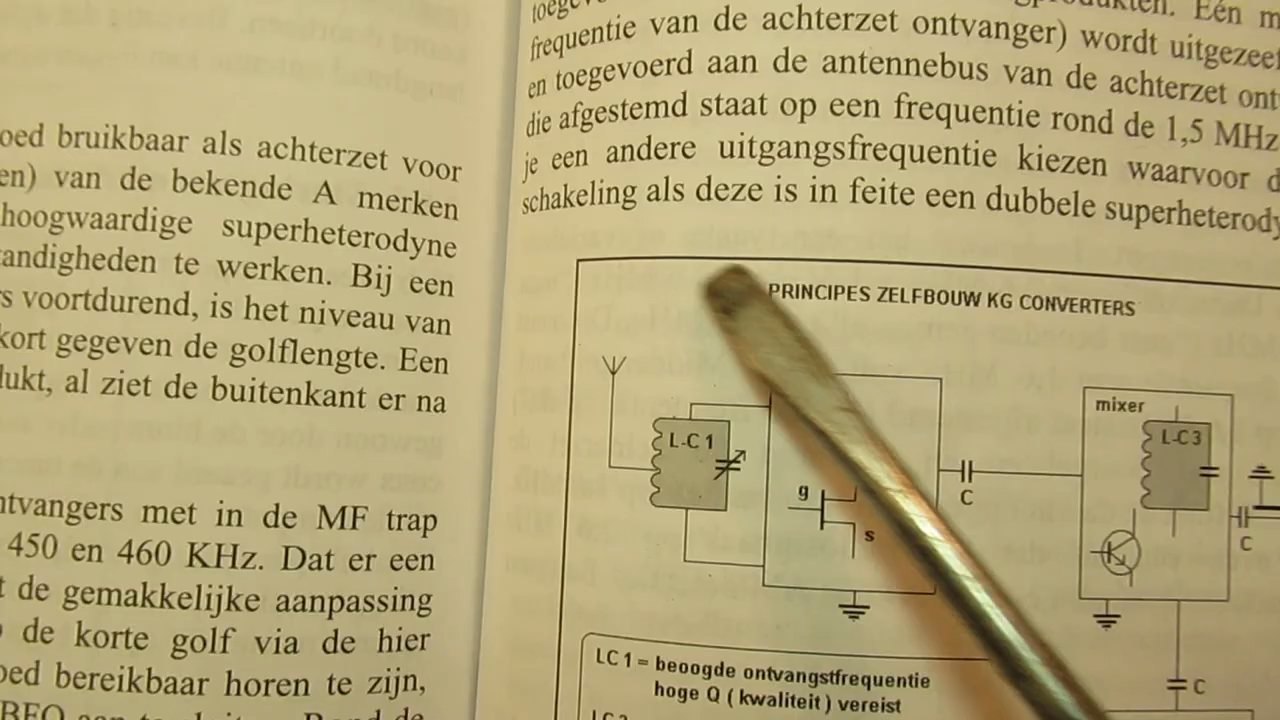 oed bruikbaar als achterzet voor
en) van de bekende A merken
hoogwaardige superheterodyne
andigheden te werken. Bij een
s voortdurend, is het niveau van
kort gegeven de golflengte. Een
lukt, al ziet de buitenkant er na
ntvangers met in de MF trap
450 en 460 KHz. Dat er een
t de gemakkelijke aanpassing
de korte golf via de hier
oed bereikbaar horen te zijn,
frequentie van de achterzet ontvanger) wordt uitgezeef
en toegevoerd aan de antennebus van de achterzet ont
die afgestemd staat op een frequentie rond de 1,5 MHz
je een andere uitgangsfrequentie kiezen waarvoor d
schakeling als deze is in feite een dubbele superheterody
PRINCIPES ZELFBOUW KG CONVERTERS
mixer
L-C 1
L-C 3
g
s
C
C
C
LC 1 = beoogde ontvangstfrequentie
hoge Q ( kwaliteit ) vereist